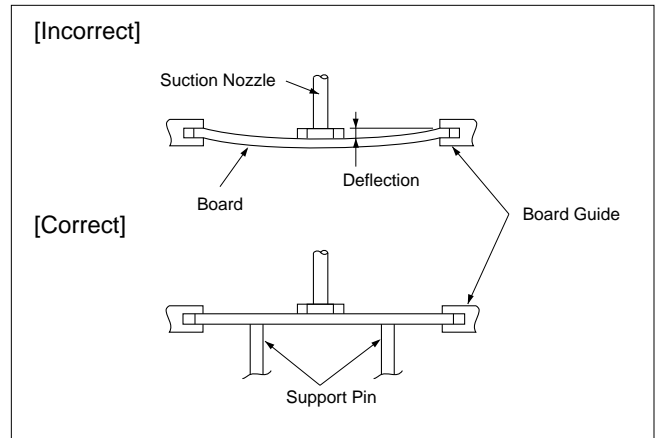 [Incorrect]
Suction Nozzle
Deflection
Board
Board Guide
[Correct]
Support Pin